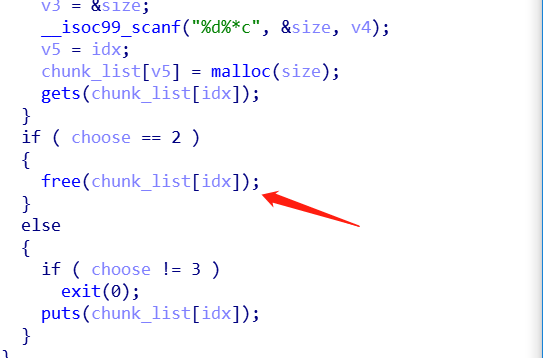 v3 = &size;
__isoc99_scanf("%d%*c", &size, v4);
v5 = idx;
chunk_list[v5] = malloc(size);
gets(chunk_list[idx]);
}
if ( choose == 2 )
{
free(chunk_list[idx]);
}
else
{
if ( choose != 3 )
exit(0);
puts(chunk_list[idx]);
}
}